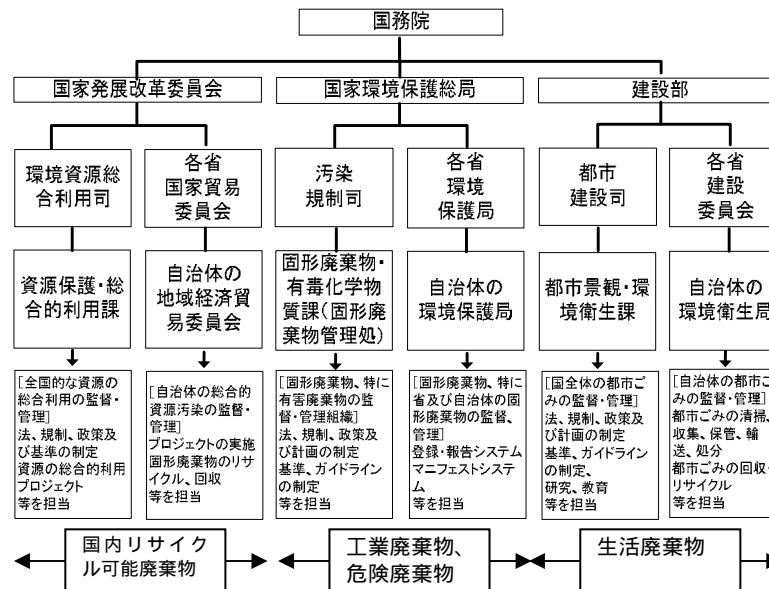 国務院
国家発展改革委員会
国家環境保護総局
建設部
環境資源総
合利用司
各省
国家貿易
委員会
汚染
規制司
各省
環境
保護局
都市
建設司
各省
建設
委員会
資源保護・総
合的利用課
自治体の
地域経済貿
易委員会
固形廃棄物・
有毒化学物
質課(固形廃
棄物管理処)
自治体の
環境保護局
都市景観・環
境衛生課
自治体の
環境衛生局
[全国的な資源の
総合利用の監督・
管理]
法、規制、政策及
び基準の制定
資源の総合的利用
プロジェクト
等を担当
[自治体の総合的
資源汚染の監督・
管理]
プロジェクトの実施
固形廃棄物のリサ
イクル、回収
等を担当
[固形廃棄物、特に
有害廃棄物の監
督・管理組織]
法、規制、政策及
び計画の制定
基準、ガイドライン
の制定
等を担当
[固形廃棄物、特に
省及び自治体の固
形廃棄物の監督、
管理]
登録・報告システム
マニフェストシステ
ム
等を担当
[国全体の都市ご
みの監督・管理]
法、規制、政策及
び計画の制定
基準、ガイドライン
の制定、
研究、教育
等を担当
[自治体の都市ご
みの監督・管理]
都市ごみの清掃、
収集、保管、輸
送、処分
都市ごみの回収・
リサイクル
等を担当
国内リサイク
ル可能廃棄物
工業廃棄物、
危険廃棄物
生活廃棄物